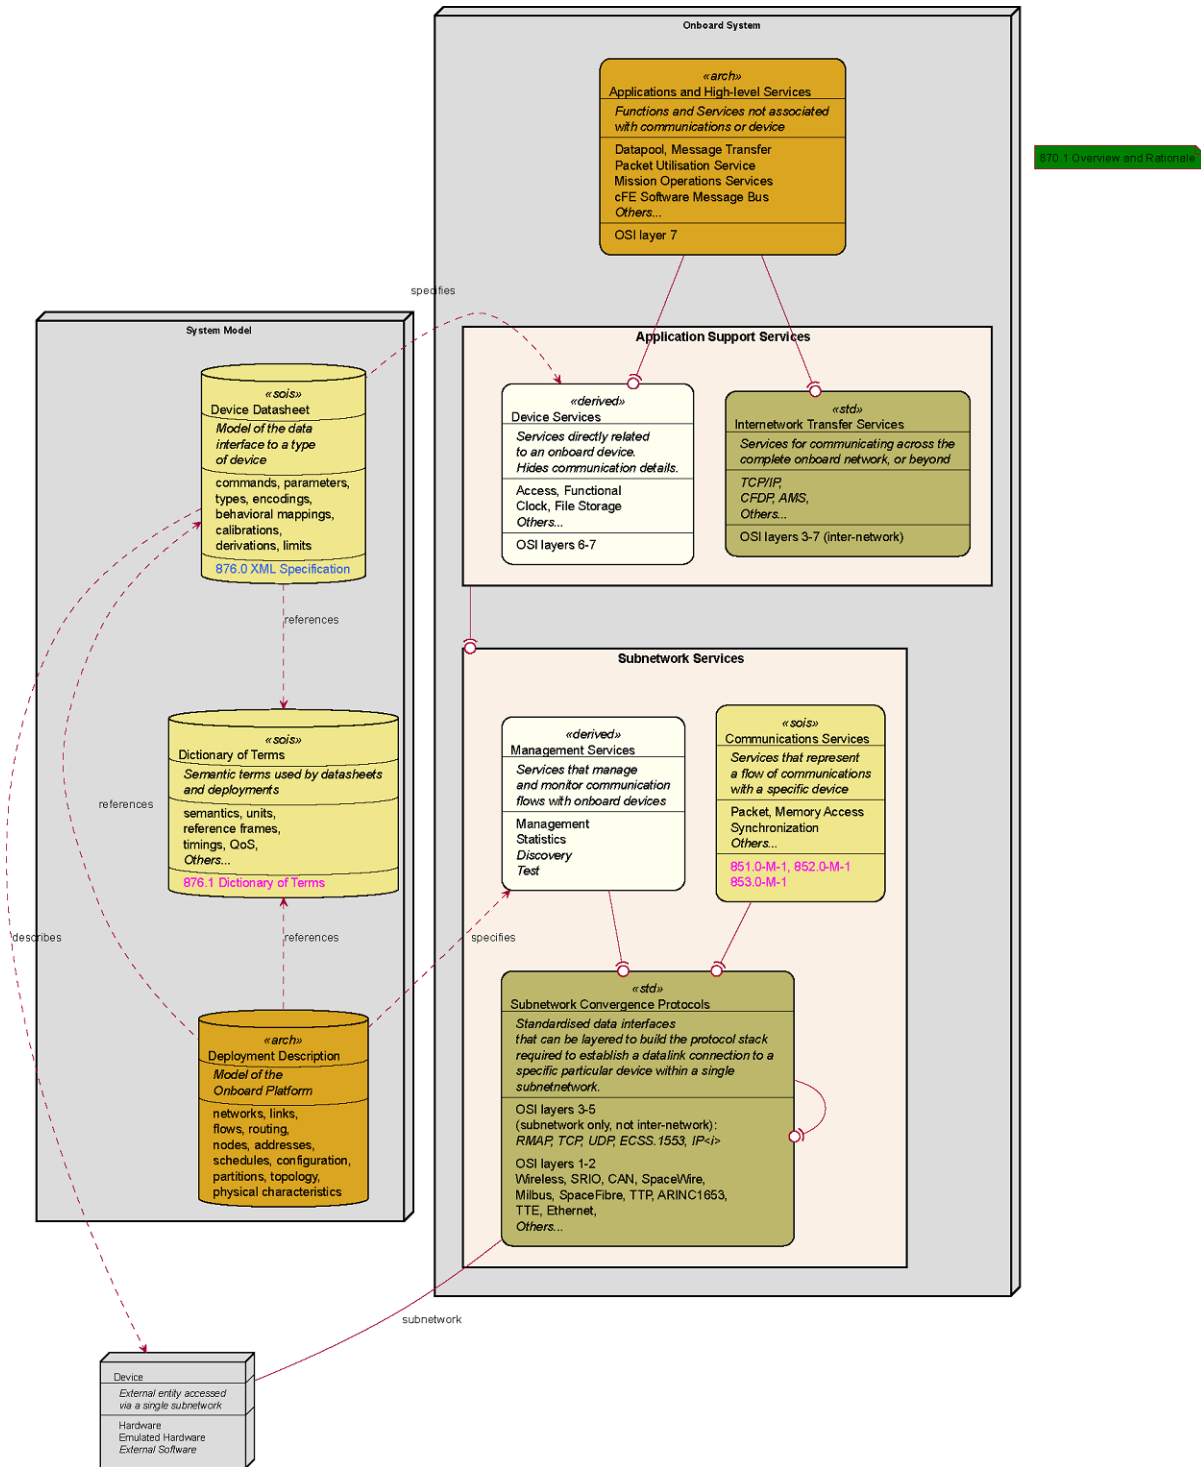 Onboard System
«arch»
Applications and High-level Services
Functions and Services not associated
with communications or device
Datapool, Message Transfer
Packet Utilisation Service
Mission Operations Services
cFE Software Message Bus
Others...
OSI layer 7
870.1 Overview and Rationale
specifies
System Model
«sois»
Device Datasheet
Model of the data
interface to a type
of device
commands, parameters,
types, encodings,
behavioral mappings,
calibrations,
derivations, limits
876.0 XML Specification
Application Support Services
«derived»
Device Services
Services directly related
to an onboard device.
Hides communication details.
Access, Functional
Clock, File Storage
Others...
OSI layers 6-7
«std»
Internetwork Transfer Services
Services for communicating across the
complete onboard network, or beyond
TCP/IP,
CFDP, AMS,
Others...
OSI layers 3-7 (inter-network)
references
«sois»
Dictionary of Terms
Semantic terms used by datasheets
and deployments
semantics, units,
reference frames,
timings, QoS,
Others...
876.1 Dictionary of Terms
references
Subnetwork Services
«derived»
Management Services
Services that manage
and monitor communication
flows with onboard devices
Management
Statistics
Discovery
Test
«sois»
Communications Services
Services that represent
a flow of communications
with a specific device
Packet, Memory Access
Synchronization
Others...
851.0-M-1, 852.0-M-1
853.0-M-1
describes
references
specifies
«arch»
Deployment Description
Model of the
Onboard Platform
networks, links,
flows, routing,
nodes, addresses,
schedules, configuration,
partitions, topology,
physical characteristics
«std»
Subnetwork Convergence Protocols
Standardised data interfaces
that can be layered to build the protocol stack
required to establish a datalink connection to a
specific particular device within a single
subnetnetwork.
OSI layers 3-5
(subnetwork only, not inter-network):
RMAP, TCP, UDP, ECSS.1553, IP<i>
OSI layers 1-2
Wireless, SRIO, CAN, SpaceWire,
Milbus, SpaceFibre, TTP, ARINC1653,
TTE, Ethernet,
Others...
subnetwork
Device
External entity accessed
via a single subnetwork
Hardware
Emulated Hardware
External Software